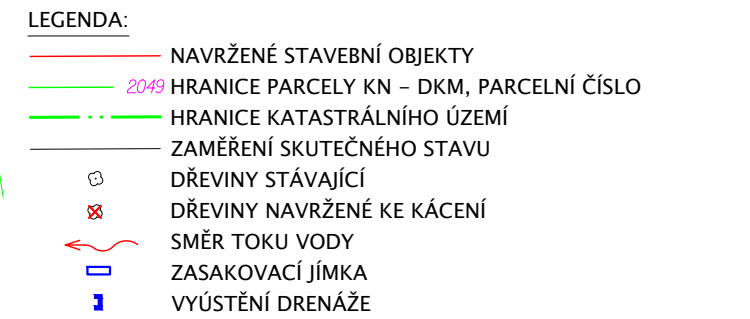 LEGENDA:
NAVRŽENÉ STAVEBNÍ OBJEKTY
2049 HRANICE PARCELY KN - DKM, PARCELNÍ ČÍSLO
HRANICE KATASTRÁLNÍHO ÚZEMÍ
ZAMĚŘENÍ SKUTEČNÉHO STAVU
DŘEVINY STÁVAJÍCÍ
DŘEVINY NAVRŽENÉ KE KÁCENÍ
SMĚR TOKU VODY
ZASAKOVACÍ JÍMKA
VYÚSTĚNÍ DRENÁŽE